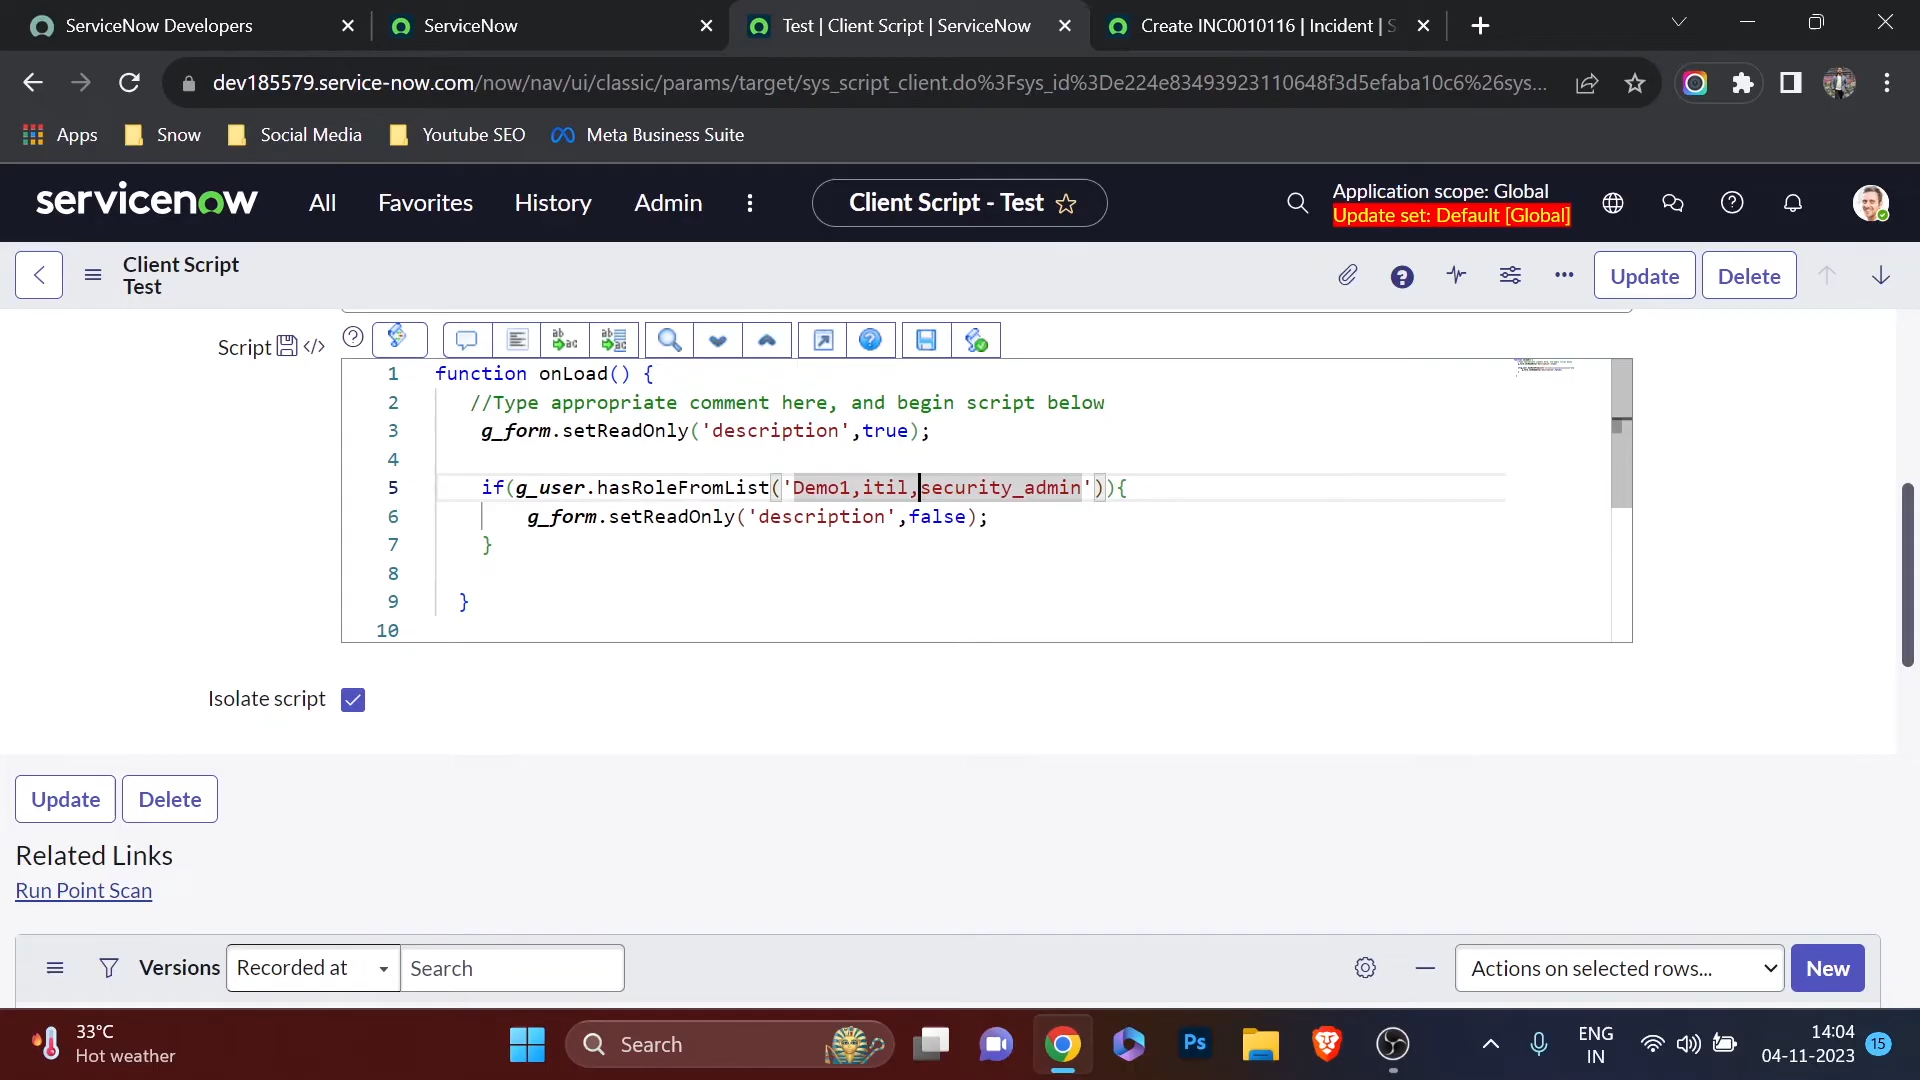 ServiceNow Developers
ServiceNow
Test | Client Script | ServiceNow
Create INC0010116 | Incident | S
dev185579.service-now.com/now/nav/ui/classic/params/target/sys_script_client.do%3Fsys_id%3De224e83493923110648f3d5efaba10c6%26sys...
Apps
Snow
Social Media
Youtube SEO
Meta Business Suite
servicenow
All
Favorites
History
Admin
Client Script - Test
Application scope: Global
Update set: Default [Global]
Client Script
Test
Update
Delete
Script
1 function onLoad() {
2 //Type appropriate comment here, and begin script below
3 g_form.setReadOnly('description',true);
4
5 if(g_user.hasRoleFromList('Demo1,itil,security_admin')){
6 g_form.setReadOnly('description',false);
7 }
8
9 }
10
Isolate script
Update
Delete
Related Links
Run Point Scan
Versions
Recorded at
Search
Actions on selected rows...
New
33°C
Hot weather
Search
Ps
ENG
IN
14:04
04-11-2023
15